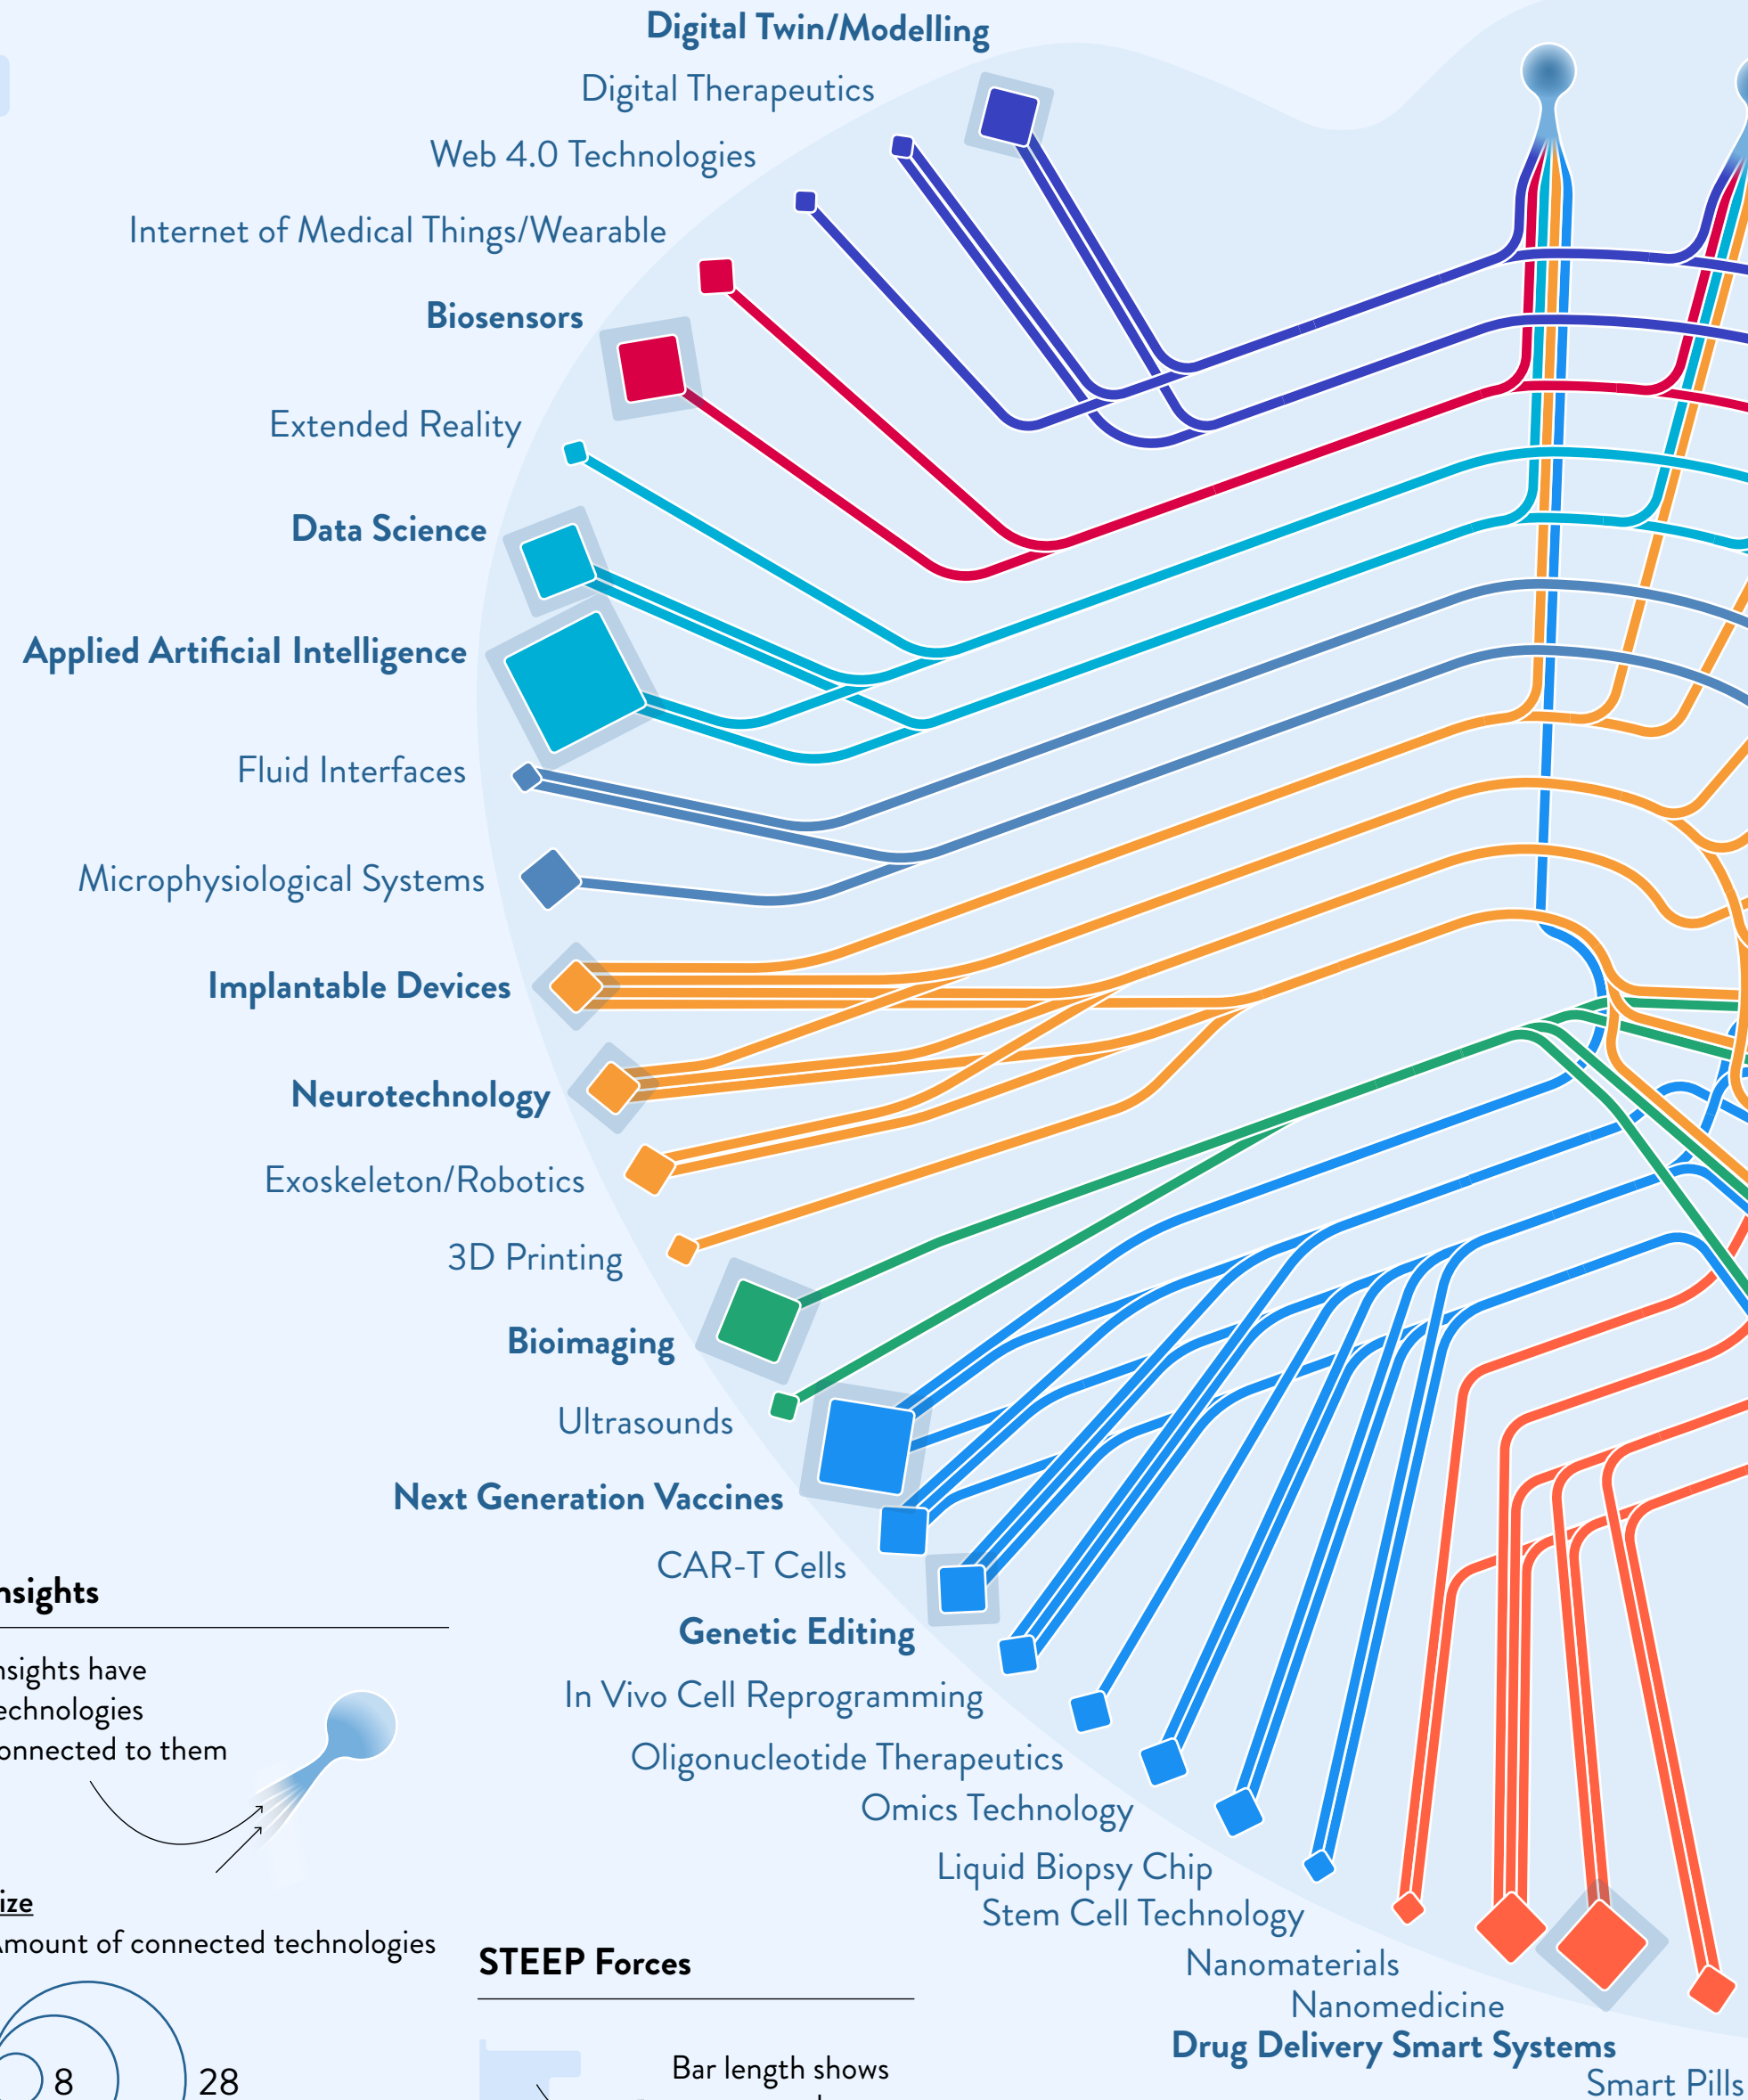 Digital Twin/Modelling
Digital Therapeutics
Web 4.0 Technologies
Internet of Medical Things/Wearable
Biosensors
Extended Reality
Data Science
Applied Artificial Intelligence
Fluid Interfaces
Microphysiological Systems
Implantable Devices
Neurotechnology
Exoskeleton/Robotics
3D Printing
Bioimaging
Ultrasounds
Next Generation Vaccines
CAR-T Cells
Genetic Editing
In Vivo Cell Reprogramming
Oligonucleotide Therapeutics
Omics Technology
Liquid Biopsy Chip
Stem Cell Technology
Nanomaterials
Nanomedicine
Drug Delivery Smart Systems
Smart Pills
nsights
nsights have
echnologies
onnected to them
ize
Amount of connected technologies
8
28
STEEP Forces
Bar length shows